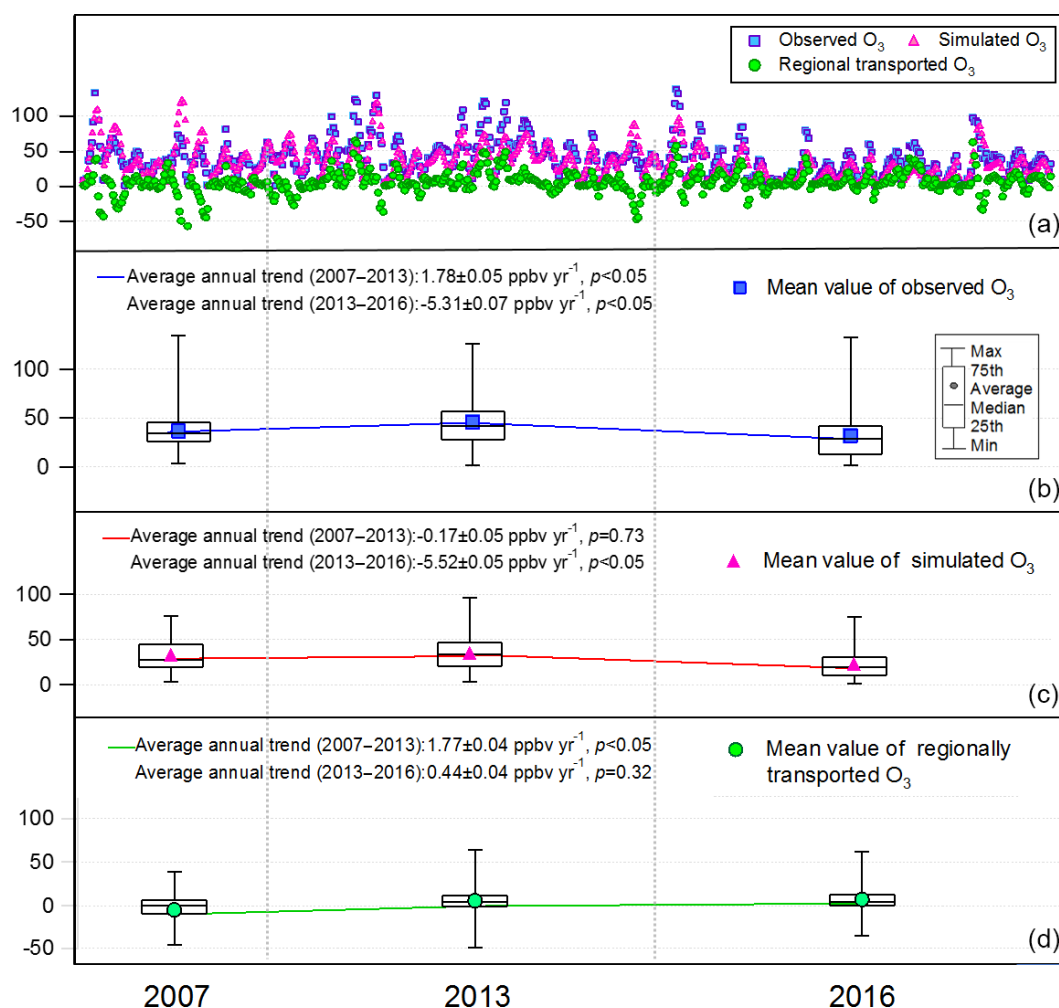 Observed O₃ Simulated O₃
Regional transported O₃
100
50
0
-50
(a)
Average annual trend (2007–2013):1.78±0.05 ppbv yr⁻¹, p<0.05
Average annual trend (2013–2016):-5.31±0.07 ppbv yr⁻¹, p<0.05
Mean value of observed O₃
Max
75th
Average
Median
25th
Min
100
50
0
(b)
Average annual trend (2007–2013):-0.17±0.05 ppbv yr⁻¹, p=0.73
Average annual trend (2013–2016):-5.52±0.05 ppbv yr⁻¹, p<0.05
Mean value of simulated O₃
100
50
0
(c)
Average annual trend (2007–2013):1.77±0.04 ppbv yr⁻¹, p<0.05
Average annual trend (2013–2016):0.44±0.04 ppbv yr⁻¹, p=0.32
Mean value of regionally
transported O₃
100
50
0
-50
(d)
2007 2013 2016